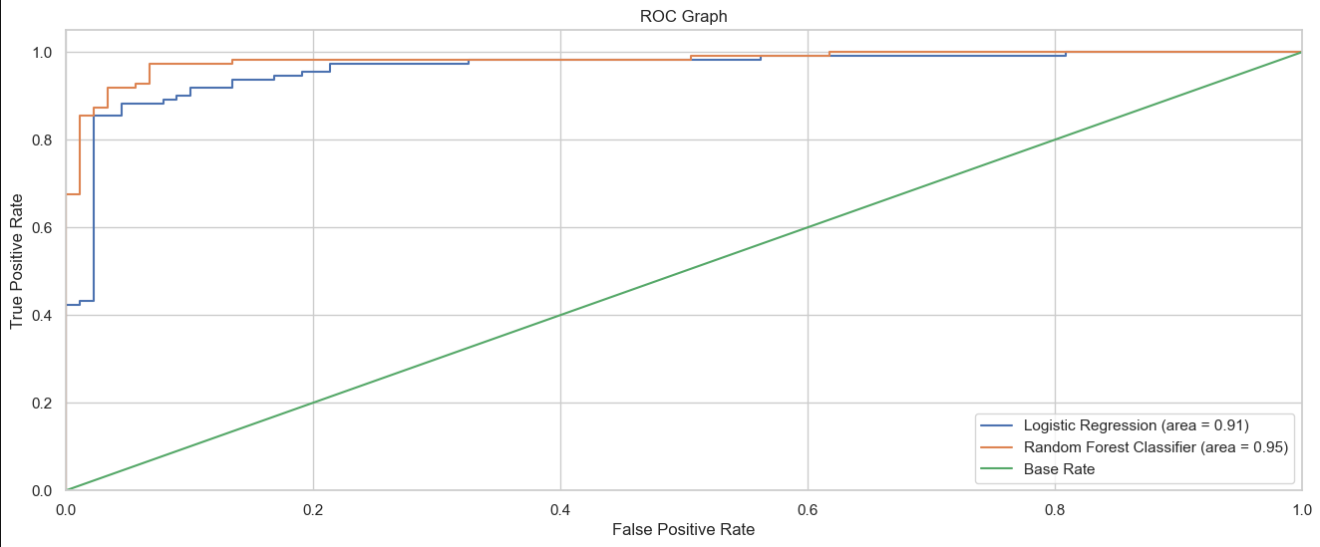 ROC Graph
1.0
0.8
0.6
0.4
0.2
0.0
True Positive Rate
Logistic Regression (area = 0.91)
Random Forest Classifier (area = 0.95)
Base Rate
0.0 0.2 0.4 0.6 0.8 1.0
False Positive Rate